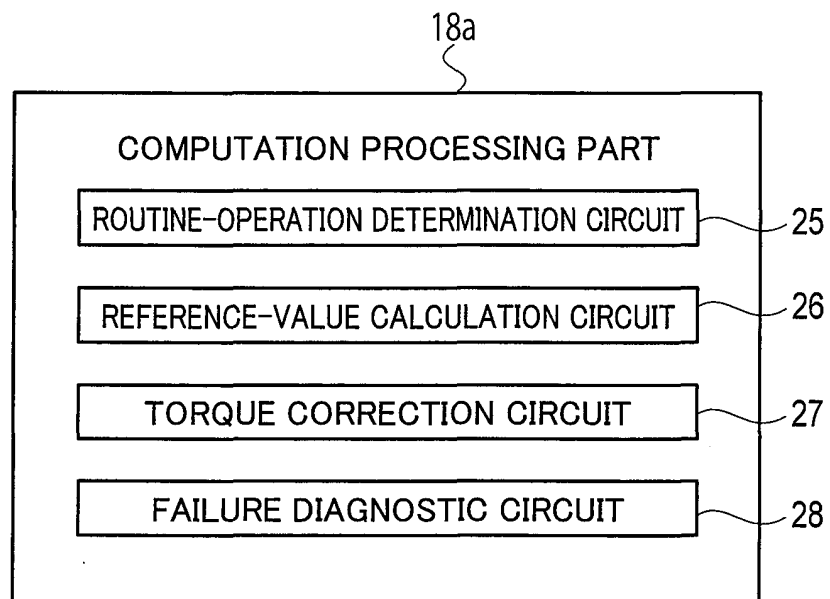 18a
COMPUTATION PROCESSING PART
ROUTINE-OPERATION DETERMINATION CIRCUIT
25
REFERENCE-VALUE CALCULATION CIRCUIT
26
TORQUE CORRECTION CIRCUIT
27
FAILURE DIAGNOSTIC CIRCUIT
28